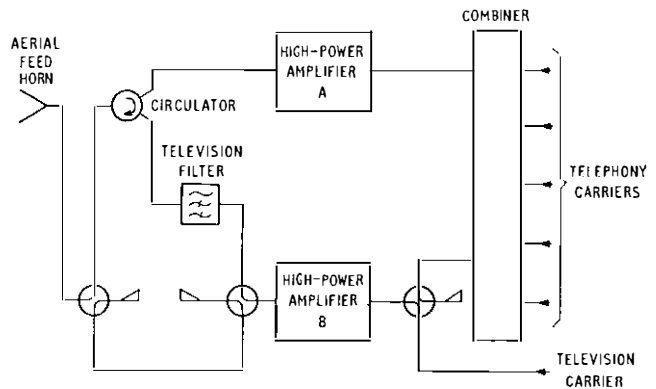 COMBINER
AERIAL
FEED
HORN
HIGH-POWER
AMPLIFIER
A
CIRCULATOR
TELEVISION
FILTER
TELEPHONY
CARRIERS
HIGH-POWER
AMPLIFIER
B
TELEVISION
CARRIER